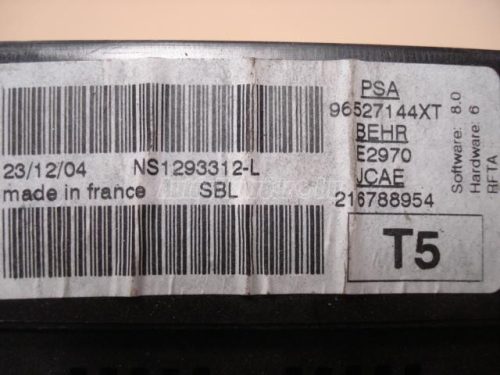 23/12/04 NS1293312-L
made in france SBL
PSA
96527144XT
BEHR
E2970
JCAE
216788954
T5
Software: 8.0
Hardware: 6
RFTA